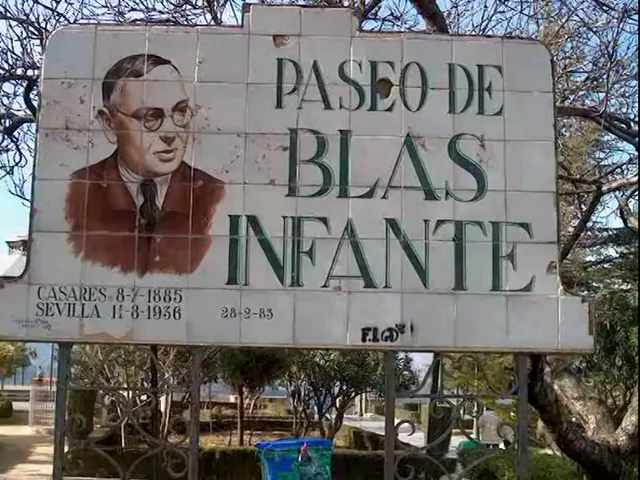 PASEO DE
BLAS
INFANTE
CASARES 8-7-1885
SEVILLA 11-8-1936
28-2-83